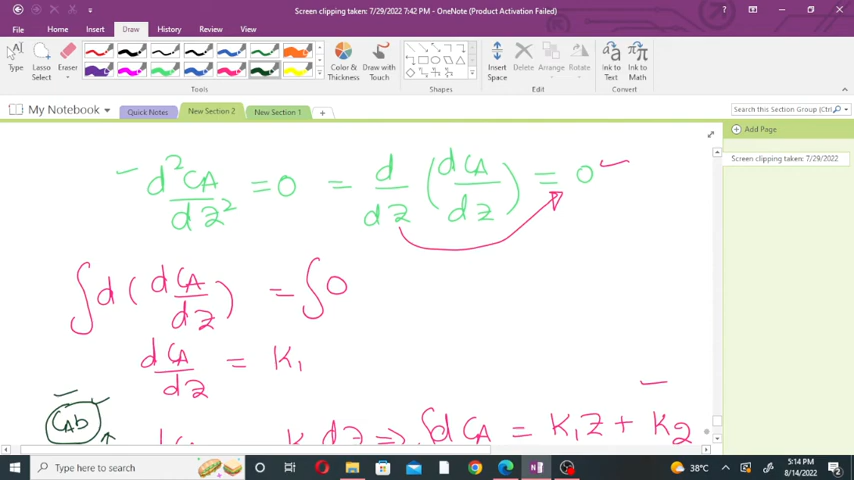 Screen clipping taken: 7/29/2022 7:42 PM - OneNote (Product Activation Failed)
File Home Insert Draw History Review View
Type Lasso Select Eraser Color & Thickness Draw with Touch Insert Space Delete Arrange Rotate Ink to Text Ink to Math
Tools Shapes Edit Convert
My Notebook Quick Notes New Section 2 New Section 1 Search This Section Group (Ctrl
Add Page
Screen clipping taken: 7/29/2022
d²CA/dz² = 0 = d/dz (dCA/dz) = 0
∫d(dCA/dz) = ∫0
dCA/dz = K₁
CAb
K dz ⇒ ∫dCA = K₁z + K₂
Type here to search 38°C 5:14 PM
8/14/2022
2